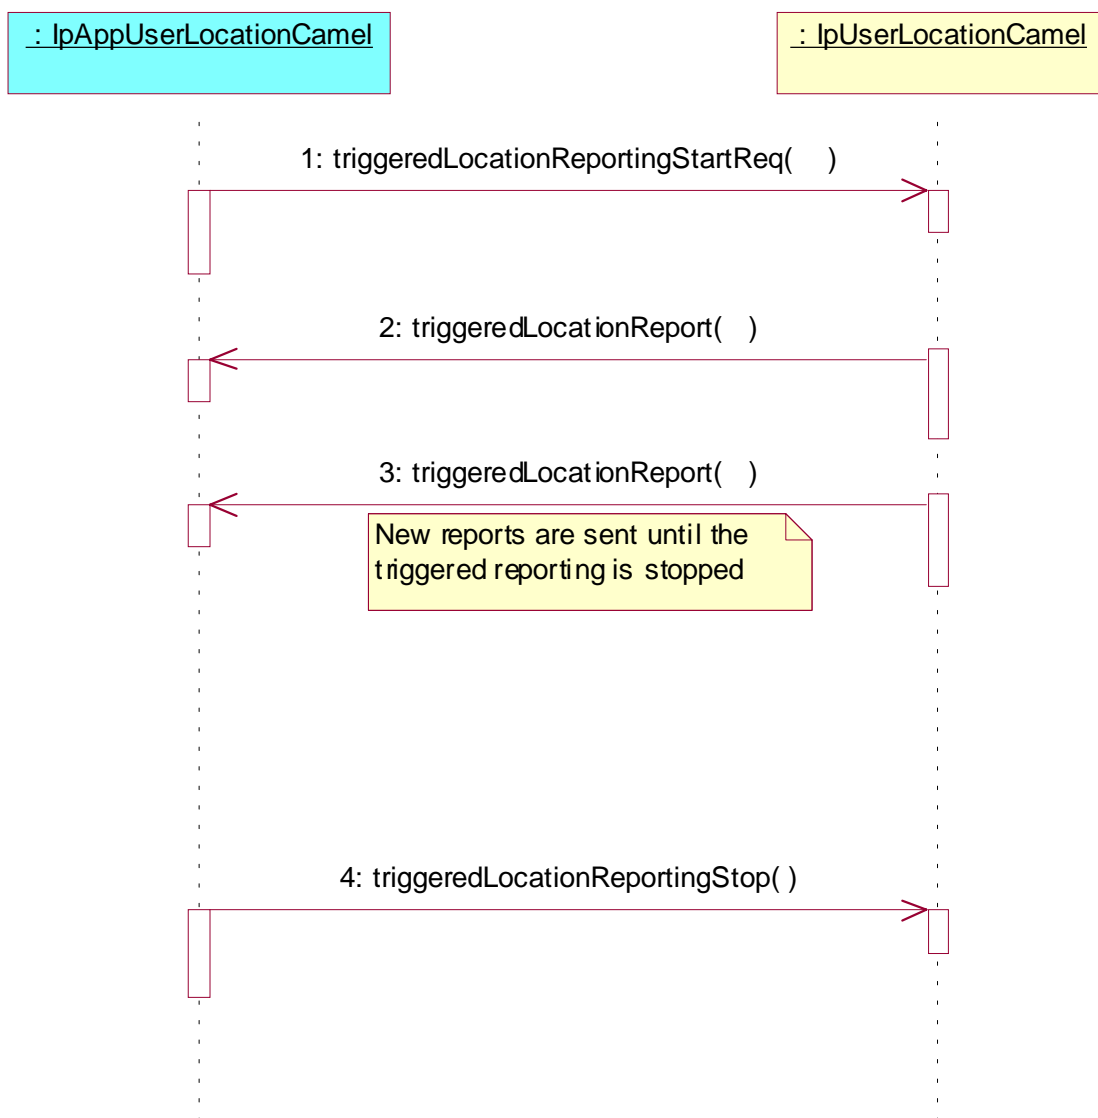 : IpAppUserLocationCamel
: IpUserLocationCamel
1: triggeredLocationReportingStartReq( )
2: triggeredLocationReport( )
3: triggeredLocationReport( )
New reports are sent until the
triggered reporting is stopped
4: triggeredLocationReportingStop( )